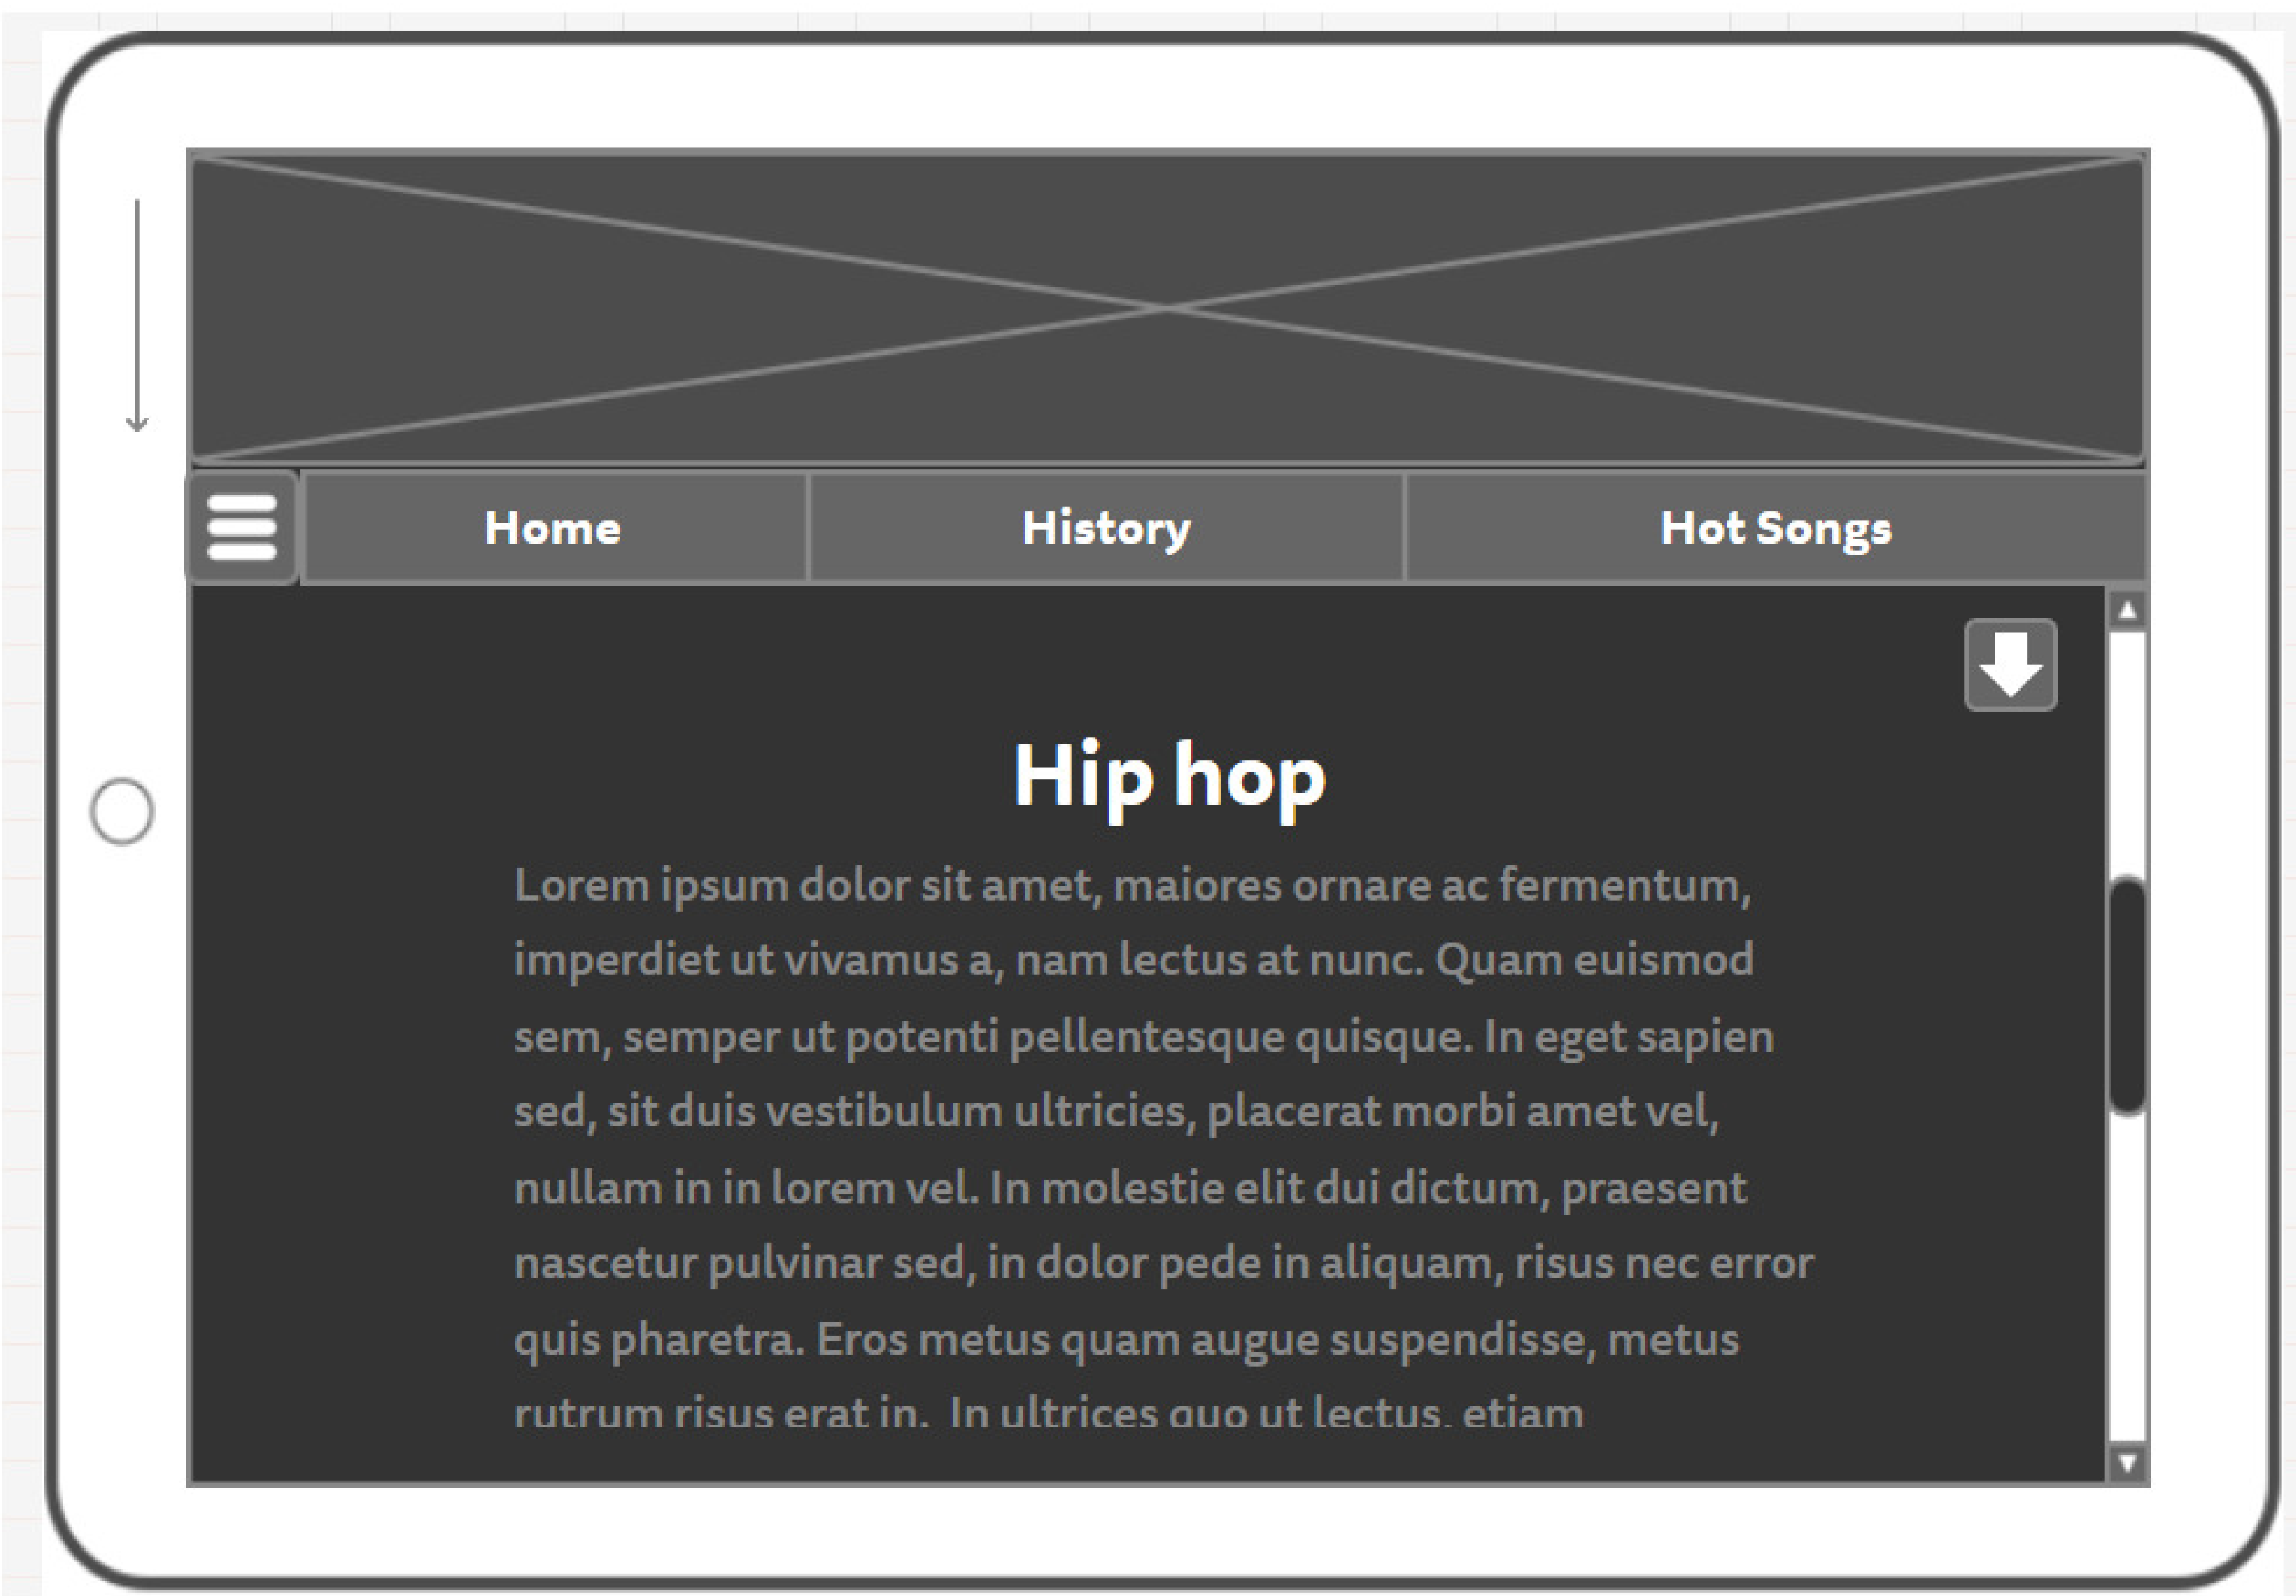 Home History Hot Songs
Hip hop
Lorem ipsum dolor sit amet, maiores ornare ac fermentum,
imperdiet ut vivamus a, nam lectus at nunc. Quam euismod
sem, semper ut potenti pellentesque quisque. In eget sapien
sed, sit duis vestibulum ultricies, placerat morbi amet vel,
nullam in in lorem vel. In molestie elit dui dictum, praesent
nascetur pulvinar sed, in dolor pede in aliquam, risus nec error
quis pharetra. Eros metus quam augue suspendisse, metus
rutrum risus erat in.  In ultrices quo ut lectus, etiam